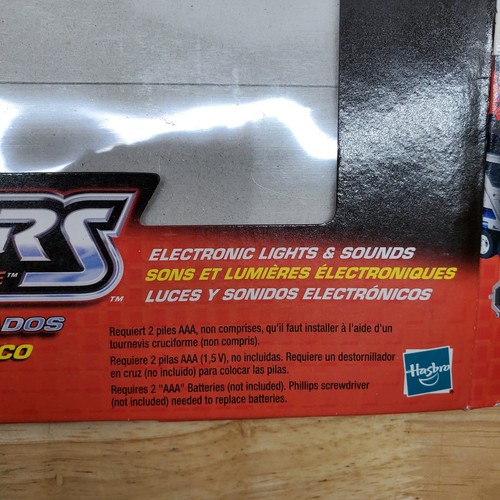 RS
™
™
ELECTRONIC LIGHTS & SOUNDS
SONS ET LUMIÈRES ÉLECTRONIQUES
LUCES Y SONIDOS ELECTRÓNICOS
DOS
CO
Requiert 2 piles AAA, non comprises, qu'il faut installer à l'aide d'un
tournevis cruciforme (non compris).
Requiere 2 pilas AAA (1,5 V), no incluidas. Requiere un destornillador
en cruz (no incluido) para colocar las pilas.
Requires 2 "AAA" Batteries (not included). Phillips screwdriver
(not included) needed to replace batteries.
Hasbro